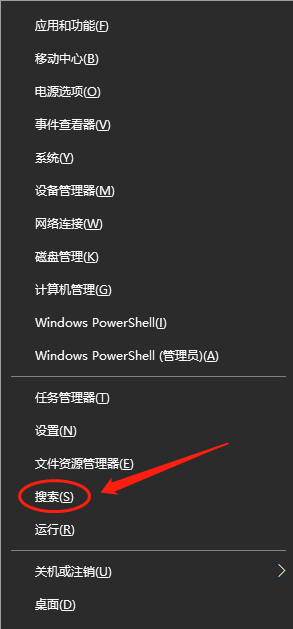 应用和功能(F)
移动中心(B)
电源选项(O)
事件查看器(V)
系统(Y)
设备管理器(M)
网络连接(W)
磁盘管理(K)
计算机管理(G)
Windows PowerShell(I)
Windows PowerShell (管理员)(A)
任务管理器(T)
设置(N)
文件资源管理器(E)
搜索(S)
运行(R)
关机或注销(U)
桌面(D)